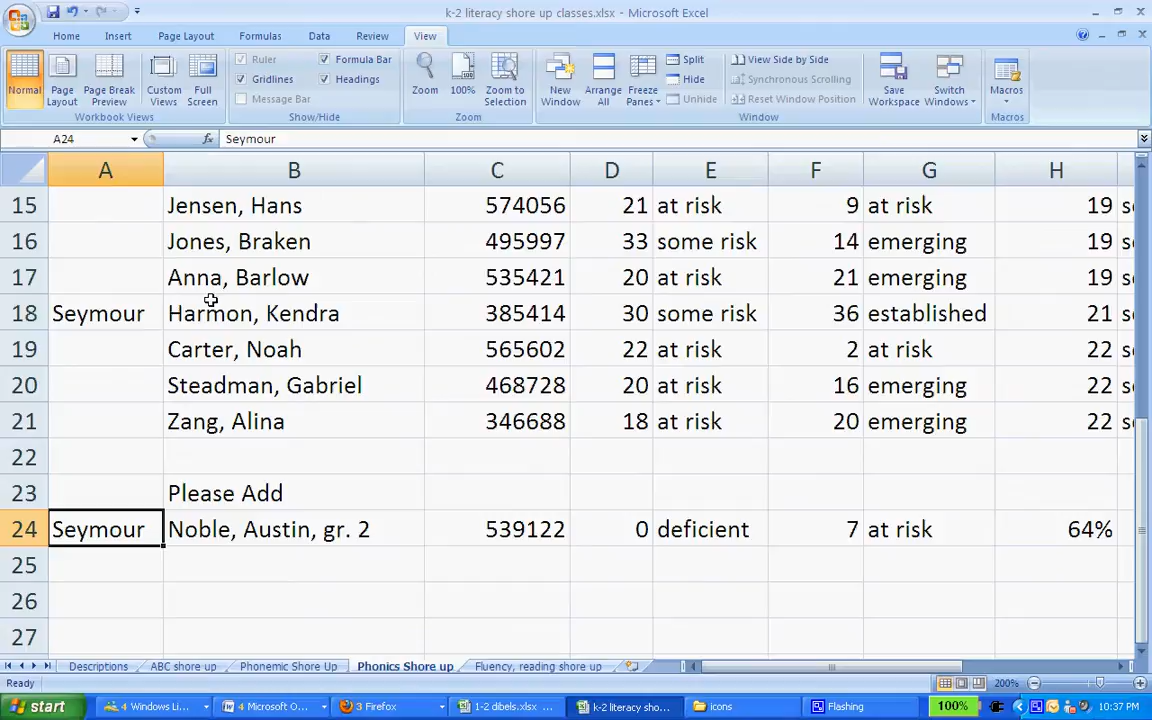 k-2 literacy shore up classes.xlsx - Microsoft Excel
Home Insert Page Layout Formulas Data Review View
Normal Page Layout Page Break Preview Custom Views Full Screen
Workbook Views
Ruler Formula Bar
Gridlines Headings
Message Bar
Show/Hide
Zoom 100% Zoom to Selection
Zoom
New Window Arrange All Freeze Panes
Split View Side by Side
Hide Synchronous Scrolling
Unhide Reset Window Position
Save Workspace Switch Windows
Window
Macros
Macros
A24 fx Seymour
A B C D E F G H
15 Jensen, Hans 574056 21 at risk 9 at risk 19
16 Jones, Braken 495997 33 some risk 14 emerging 19
17 Anna, Barlow 535421 20 at risk 21 emerging 19
18 Seymour Harmon, Kendra 385414 30 some risk 36 established 21
19 Carter, Noah 565602 22 at risk 2 at risk 22
20 Steadman, Gabriel 468728 20 at risk 16 emerging 22
21 Zang, Alina 346688 18 at risk 20 emerging 22
22
23 Please Add
24 Seymour Noble, Austin, gr. 2 539122 0 deficient 7 at risk 64%
25
26
27
Descriptions ABC shore up Phonemic Shore Up Phonics Shore up Fluency, reading shore up
Ready 200%
start 4 Windows Li... 4 Microsoft O... 3 Firefox 1-2 dibels.xlsx ... k-2 literacy sho... icons Flashing 100% 10:37 PM